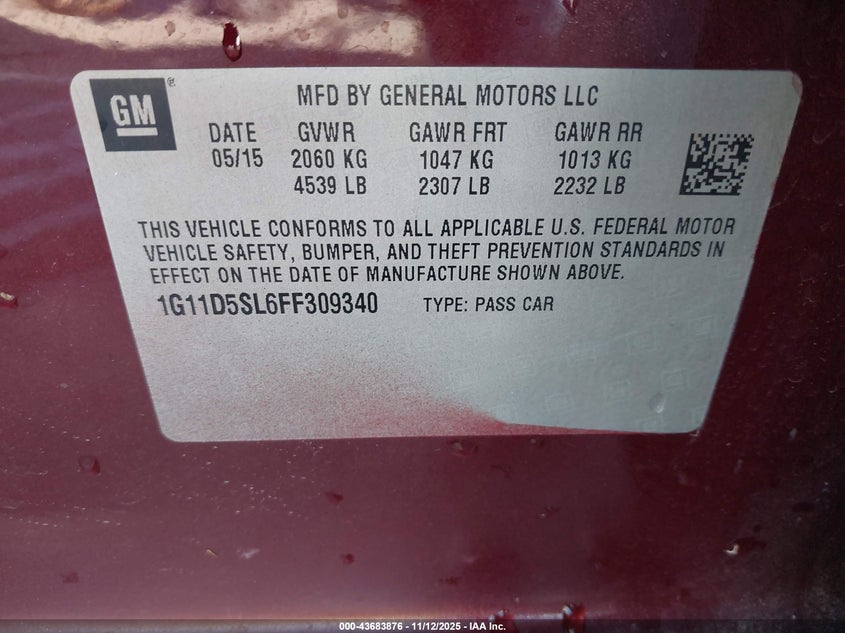 GM ®
MFD BY GENERAL MOTORS LLC
DATE GVWR GAWR FRT GAWR RR
05/15 2060 KG 1047 KG 1013 KG
4539 LB 2307 LB 2232 LB
THIS VEHICLE CONFORMS TO ALL APPLICABLE U.S. FEDERAL MOTOR
VEHICLE SAFETY, BUMPER, AND THEFT PREVENTION STANDARDS IN
EFFECT ON THE DATE OF MANUFACTURE SHOWN ABOVE.
1G11D5SL6FF309340 TYPE: PASS CAR
000-43683876 - 11/12/2025 - IAA Inc.